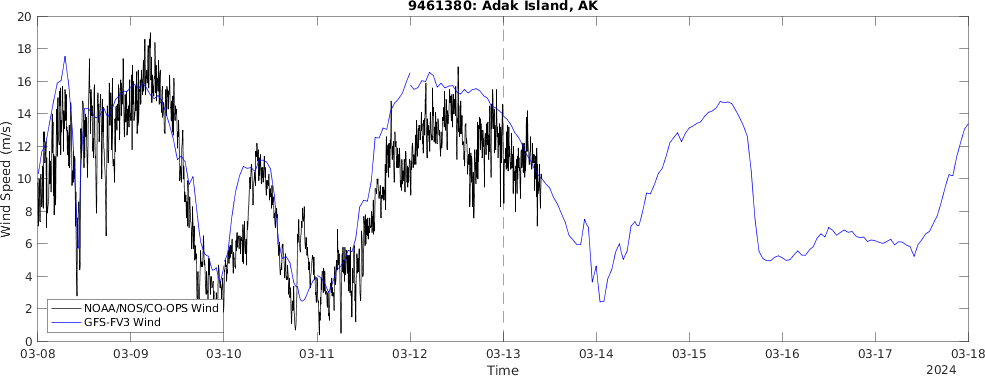 9461380: Adak Island, AK
Wind Speed (m/s)
20
18
16
14
12
10
8
6
4
2
0
NOAA/NOS/CO-OPS Wind
GFS-FV3 Wind
03-08 03-09 03-10 03-11 03-12 03-13 03-14 03-15 03-16 03-17 03-18
Time
2024